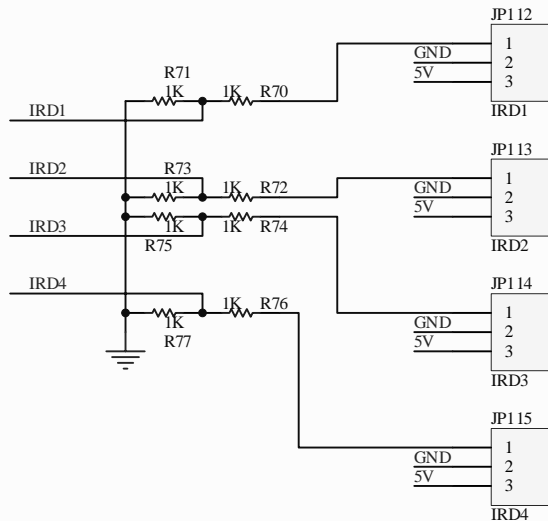 JP112
1
GND
2
5V
3
IRD1
R71
1K
1K
R70
IRD1
JP113
1
GND
2
5V
3
IRD2
IRD2
R73
1K
1K
R72
IRD3
1K
1K
R74
R75
JP114
1
GND
2
5V
3
IRD3
IRD4
1K
R76
1K
R77
JP115
1
GND
2
5V
3
IRD4